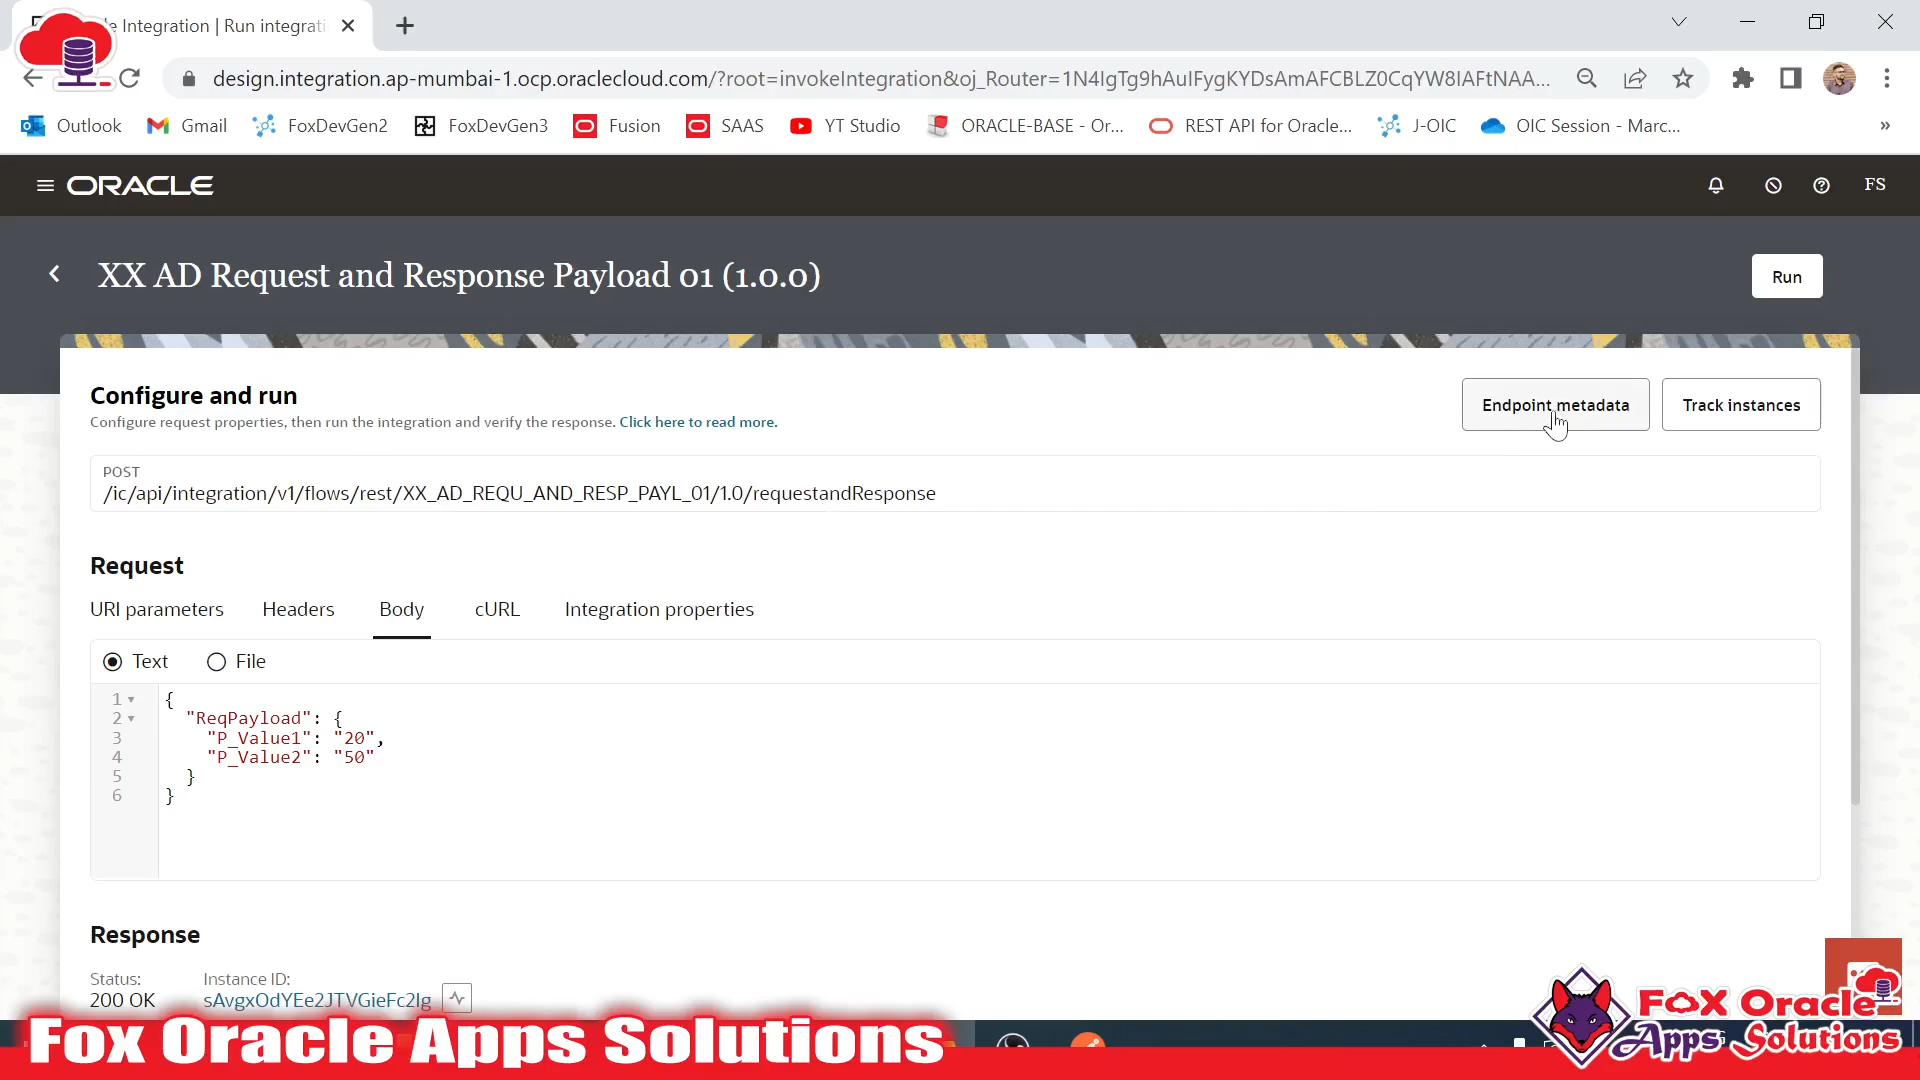 le Integration | Run integrati
design.integration.ap-mumbai-1.ocp.oraclecloud.com/?root=invokeIntegration&oj_Router=1N4IgTg9hAuIFygKYDsAmAFCBLZ0CqYW8IAFtNAA...
Outlook Gmail FoxDevGen2 FoxDevGen3 Fusion SAAS YT Studio ORACLE-BASE - Or... REST API for Oracle... J-OIC OIC Session - Marc... »
ORACLE FS
XX AD Request and Response Payload 01 (1.0.0) Run
Configure and run
Endpoint metadata Track instances
Configure request properties, then run the integration and verify the response. Click here to read more.
POST
/ic/api/integration/v1/flows/rest/XX_AD_REQU_AND_RESP_PAYL_01/1.0/requestandResponse
Request
URI parameters Headers Body cURL Integration properties
Text File
1 {
2 "ReqPayload": {
3 "P_Value1": "20",
4 "P_Value2": "50"
5 }
6 }
Response
Status: Instance ID:
200 OK sAvgxOdYEe2JTVGieFc2Ig
Fox Oracle Apps Solutions
Fox Oracle
Apps Solutions